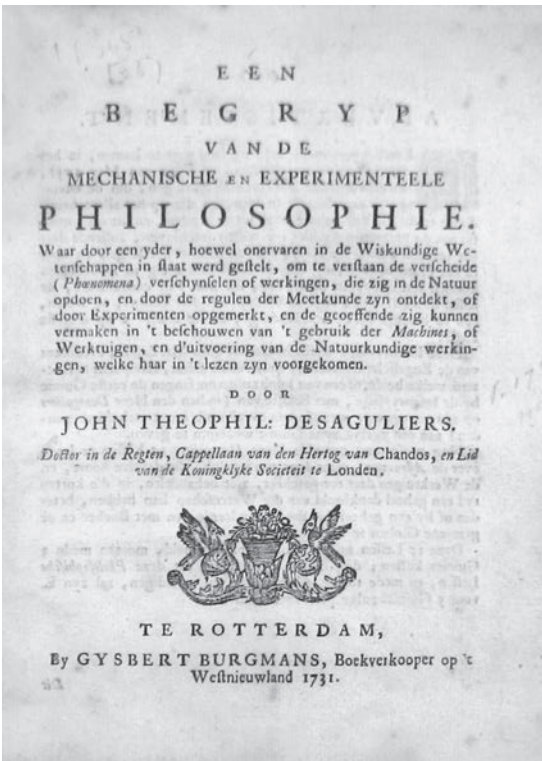 EEN
BEGRYP
VAN DE
MECHANISCHE EN EXPERIMENTEELE
PHILOSOPHIE.
Waar door een yder, hoewel onervaren in de Wiskundige We-
tenschappen in staat werd gestelt, om te verstaan de verscheide
(Phœnomena) verschynselen of werkingen, die zig in de Natuur
opdoen, en door de regulen der Meetkunde zyn ontdekt, of
door Experimenten opgemerkt, en de geoeffende zig kunnen
vermaken in 't beschouwen van 't gebruik der Machines, of
Werktuigen, en d'uitvoering van de Natuurkundige werkin-
gen, welke haar in 't lezen zyn voorgekomen.
DOOR
JOHN THEOPHIL: DESAGULIERS.
Doctor in de Regten, Cappellaan van den Hertog van Chandos, en Lid
van de Koningklyke Societeit te Londen.
TE ROTTERDAM,
By GYSBERT BURGMANS, Boekverkooper op 't
Westnieuwland 1731.